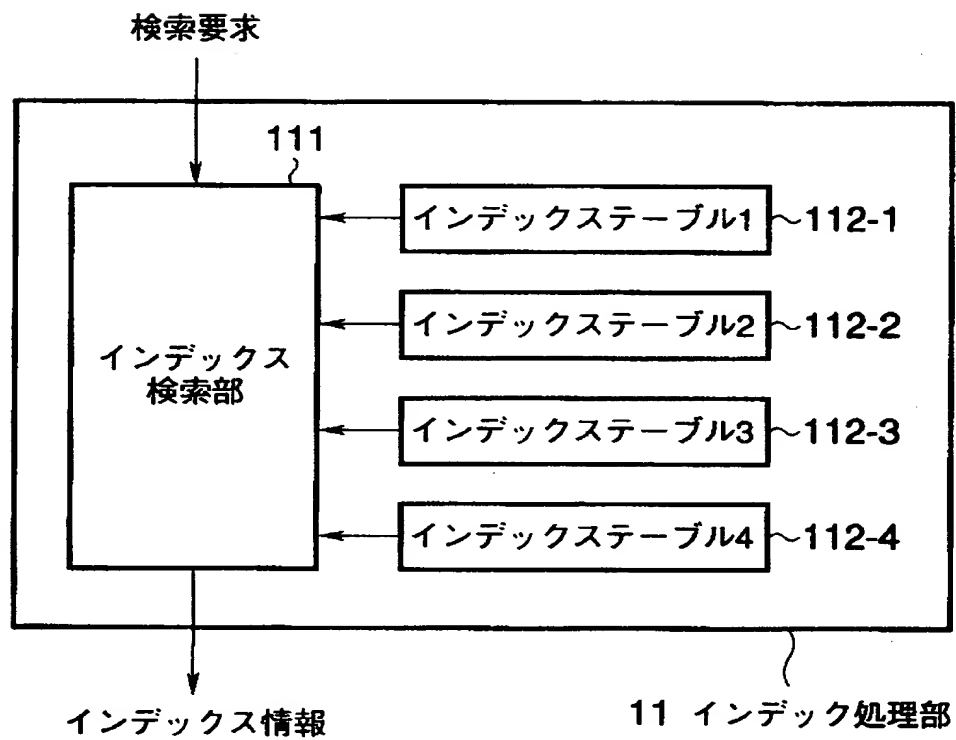 検索要求
111
インデックステーブル1 112-1
インデックステーブル2 112-2
インデックス
検索部
インデックステーブル3 112-3
インデックステーブル4 112-4
インデックス情報
11 インデック処理部